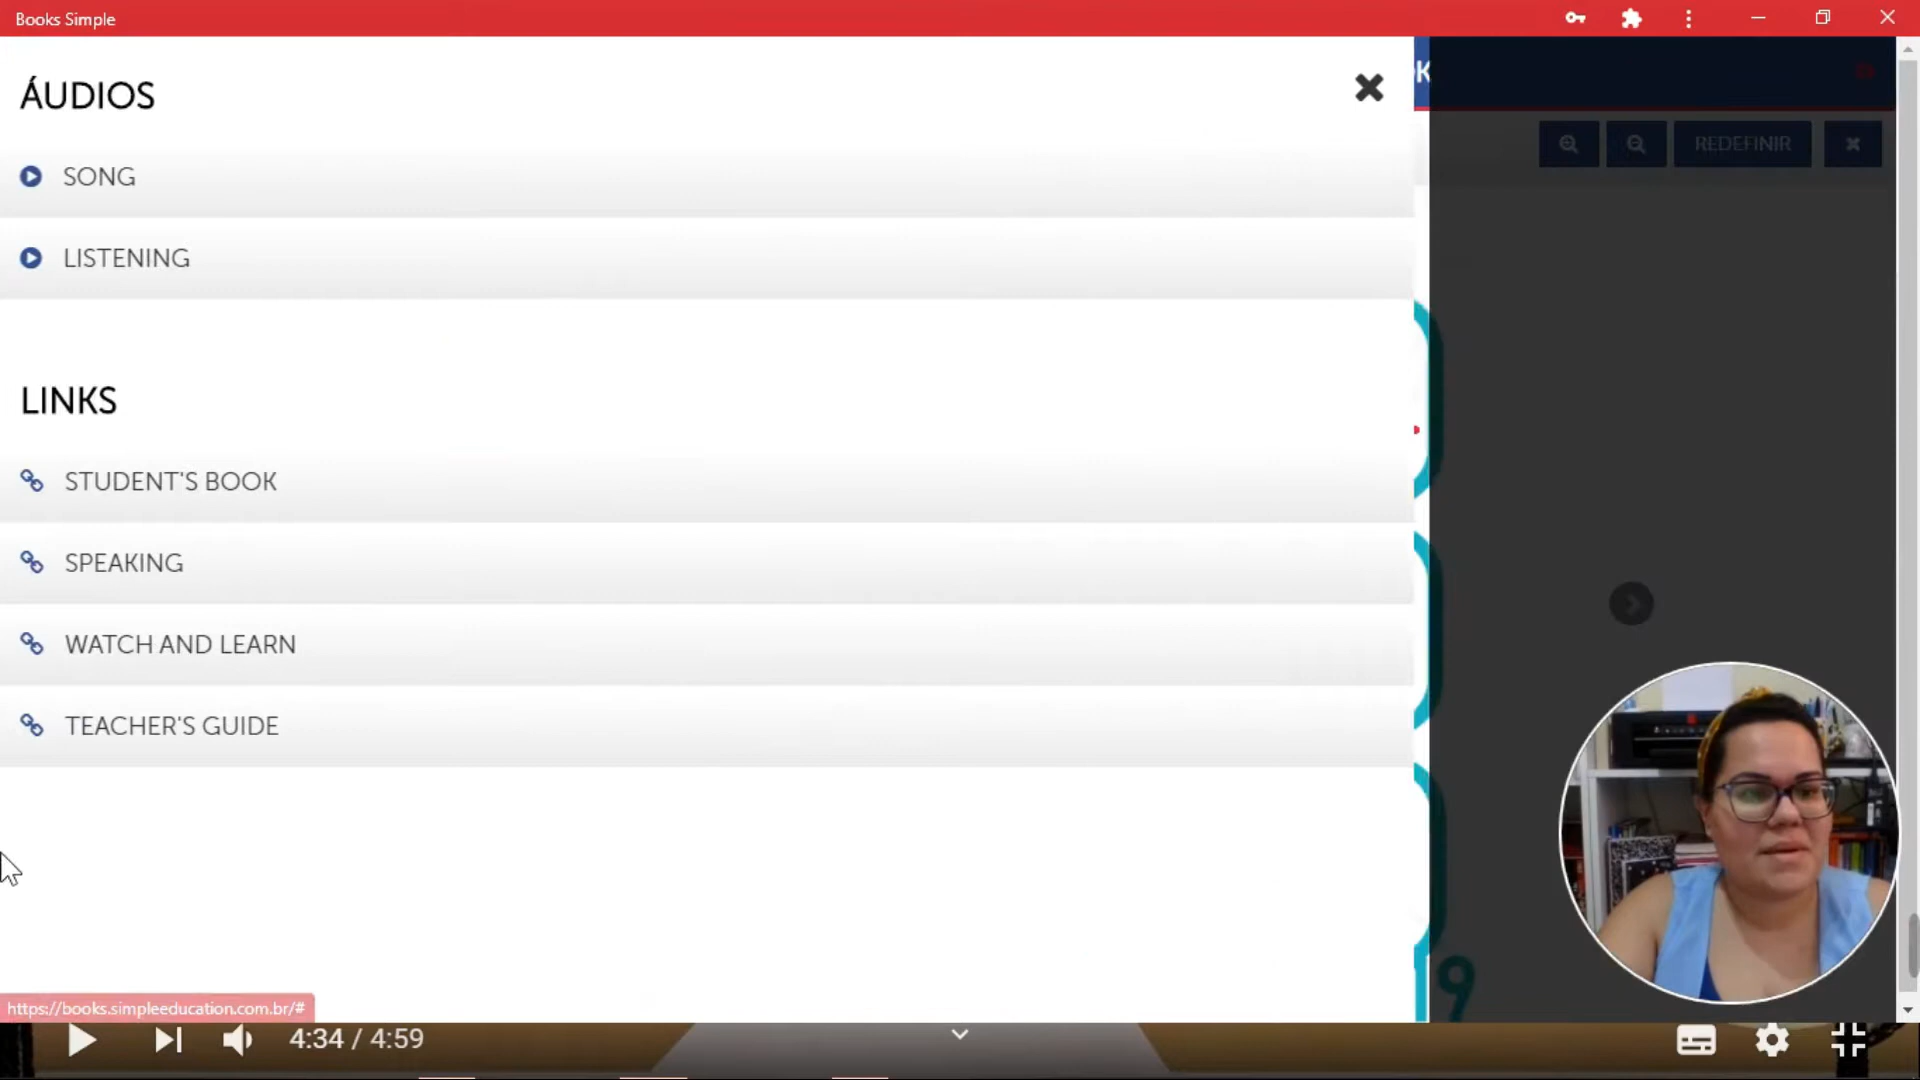 Books Simple
ÁUDIOS
SONG
LISTENING
LINKS
STUDENT'S BOOK
SPEAKING
WATCH AND LEARN
TEACHER'S GUIDE
K
REDEFINIR
9
https://books.simpleeducation.com.br/#
4:34 / 4:59